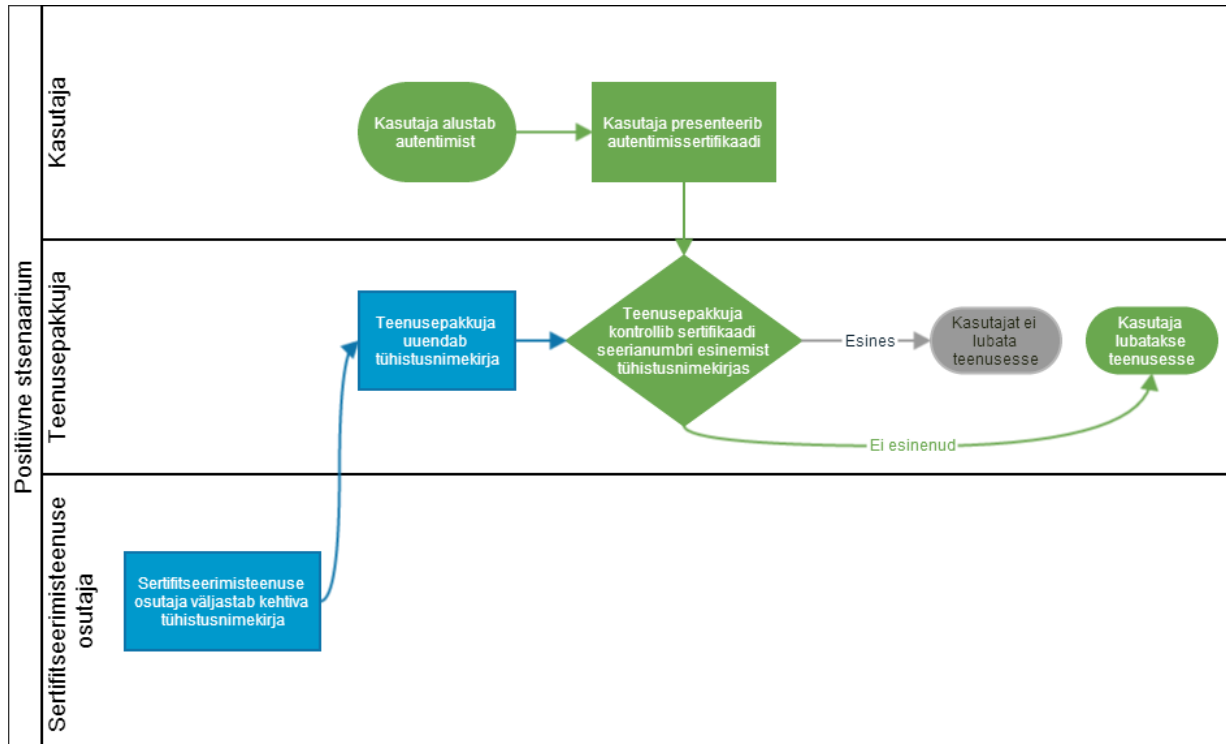 Positiivne stsenaarium
Kasutaja
Kasutaja alustab
autentimist
Kasutaja presenteerib
autentimissertifikaadi
Teenusepakkuja
Teenusepakkuja
uuendab
tühistusnimekirja
Teenusepakkuja
kontrollib sertifikaadi
seerianumbri esinemist
tühistusnimekirjas
Esines
Kasutajat ei
lubata
teenusesse
Kasutaja
lubatakse
teenusesse
Ei esinenud
Sertifitseerimisteenuse
osutaja
Sertifitseerimisteenuse
osutaja väljastab kehtiva
tühistusnimekirja